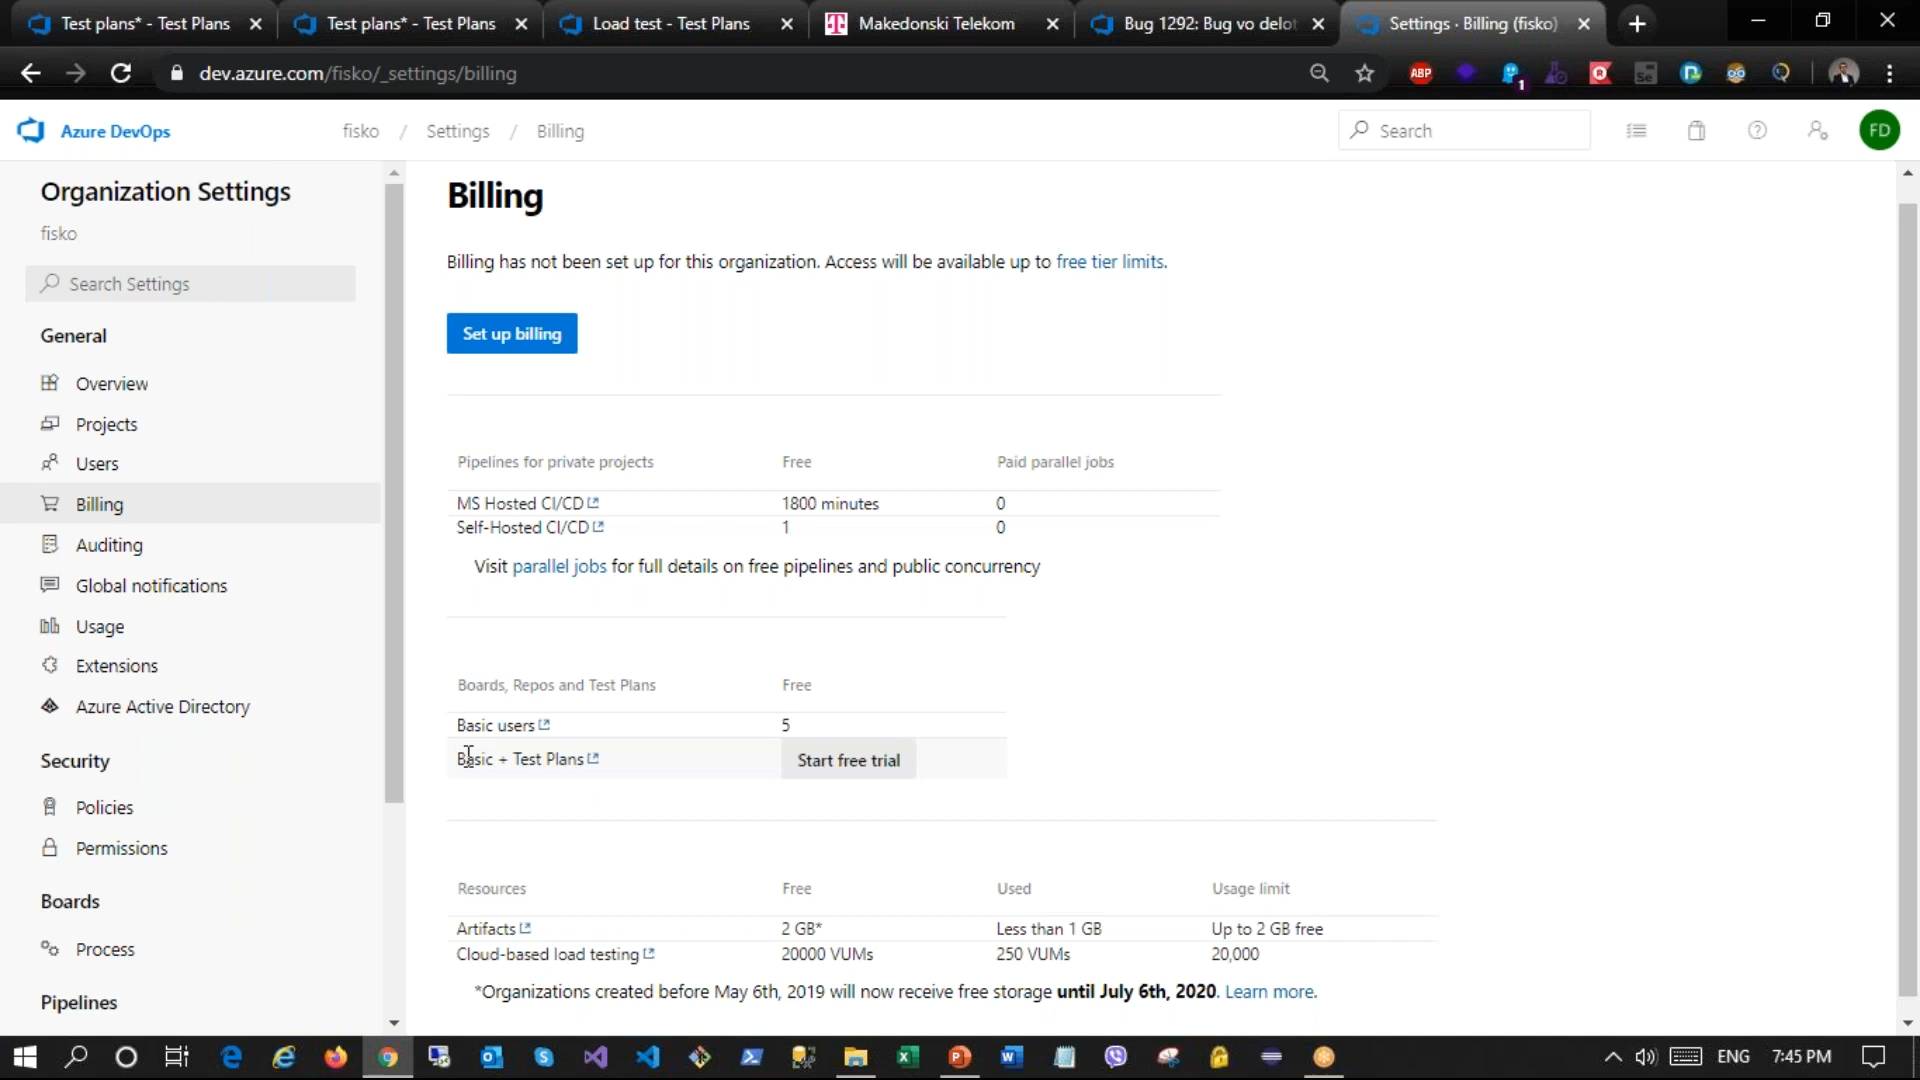 Test plans* - Test Plans
Test plans* - Test Plans
Load test - Test Plans
Makedonski Telekom
Bug 1292: Bug vo delot
Settings · Billing (fisko)
dev.azure.com/fisko/_settings/billing
ABP
1
Se
Azure DevOps
fisko / Settings / Billing
Search
FD
Organization Settings
fisko
Search Settings
General
Overview
Projects
Users
Billing
Auditing
Global notifications
Usage
Extensions
Azure Active Directory
Security
Policies
Permissions
Boards
Process
Pipelines
Billing
Billing has not been set up for this organization. Access will be available up to free tier limits.
Set up billing
Pipelines for private projects Free Paid parallel jobs
MS Hosted CI/CD 1800 minutes 0
Self-Hosted CI/CD 1 0
Visit parallel jobs for full details on free pipelines and public concurrency
Boards, Repos and Test Plans Free
Basic users 5
Basic + Test Plans Start free trial
Resources Free Used Usage limit
Artifacts 2 GB* Less than 1 GB Up to 2 GB free
Cloud-based load testing 20000 VUMs 250 VUMs 20,000
*Organizations created before May 6th, 2019 will now receive free storage until July 6th, 2020. Learn more.
ENG 7:45 PM